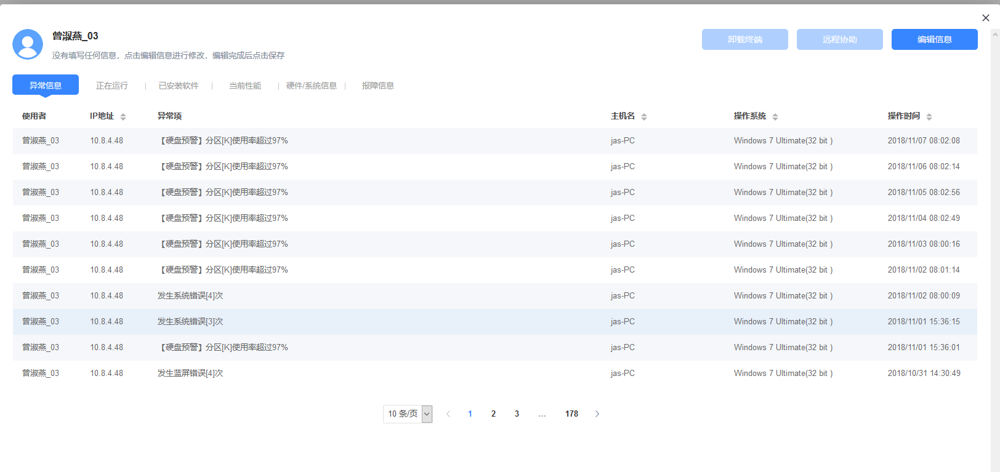 曾淑燕_03
没有填写任何信息，点击编辑信息进行修改，编辑完成后点击保存
卸载终端 远程协助 编辑信息
异常信息 正在运行 已安装软件 当前性能 硬件/系统信息 报障信息
使用者 IP地址 异常项 主机名 操作系统 操作时间
曾淑燕_03 10.8.4.48 【硬盘预警】分区[K]使用率超过97% jas-PC Windows 7 Ultimate(32 bit ) 2018/11/07 08:02:08
曾淑燕_03 10.8.4.48 【硬盘预警】分区[K]使用率超过97% jas-PC Windows 7 Ultimate(32 bit ) 2018/11/06 08:02:14
曾淑燕_03 10.8.4.48 【硬盘预警】分区[K]使用率超过97% jas-PC Windows 7 Ultimate(32 bit ) 2018/11/05 08:02:56
曾淑燕_03 10.8.4.48 【硬盘预警】分区[K]使用率超过97% jas-PC Windows 7 Ultimate(32 bit ) 2018/11/04 08:02:49
曾淑燕_03 10.8.4.48 【硬盘预警】分区[K]使用率超过97% jas-PC Windows 7 Ultimate(32 bit ) 2018/11/03 08:00:16
曾淑燕_03 10.8.4.48 【硬盘预警】分区[K]使用率超过97% jas-PC Windows 7 Ultimate(32 bit ) 2018/11/02 08:01:14
曾淑燕_03 10.8.4.48 发生系统错误[4]次 jas-PC Windows 7 Ultimate(32 bit ) 2018/11/02 08:00:09
曾淑燕_03 10.8.4.48 发生系统错误[3]次 jas-PC Windows 7 Ultimate(32 bit ) 2018/11/01 15:36:15
曾淑燕_03 10.8.4.48 【硬盘预警】分区[K]使用率超过97% jas-PC Windows 7 Ultimate(32 bit ) 2018/11/01 15:36:01
曾淑燕_03 10.8.4.48 发生蓝屏错误[4]次 jas-PC Windows 7 Ultimate(32 bit ) 2018/10/31 14:30:49
10 条/页 1 2 3 ... 178